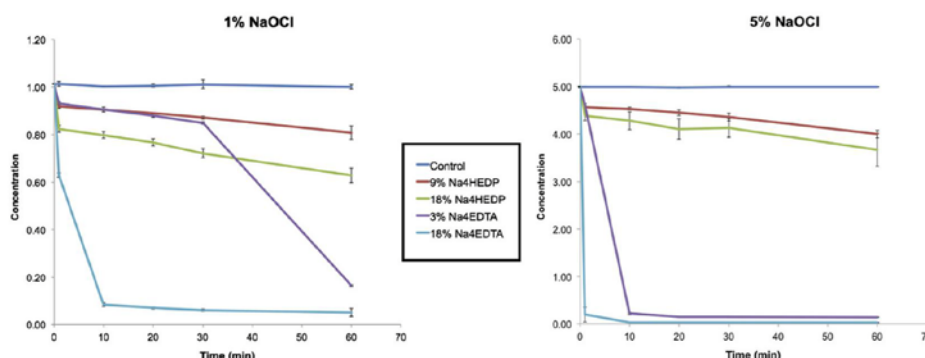 1% NaOCl
1.20
1.00
0.80
0.60
0.40
0.20
0.00
Concentration
0
10
20
30
40
50
60
70
Time (min)
Control
9% Na4HEDP
18% Na4HEDP
3% Na4EDTA
18% Na4EDTA
5% NaOCl
6.00
5.00
4.00
3.00
2.00
1.00
0.00
Concentration
0
10
20
30
40
50
60
Time (min)